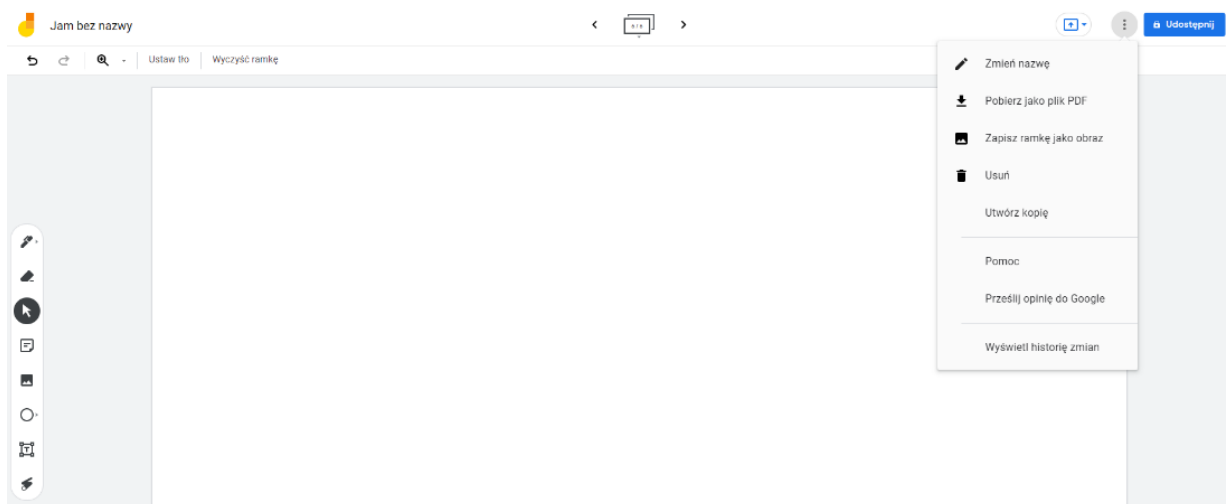 Jam bez nazwy
Udostępnij
Ustaw tło
Wyczyść ramkę
Zmień nazwę
Pobierz jako plik PDF
Zapisz ramkę jako obraz
Usuń
Utwórz kopię
Pomoc
Prześlij opinię do Google
Wyświetl historię zmian